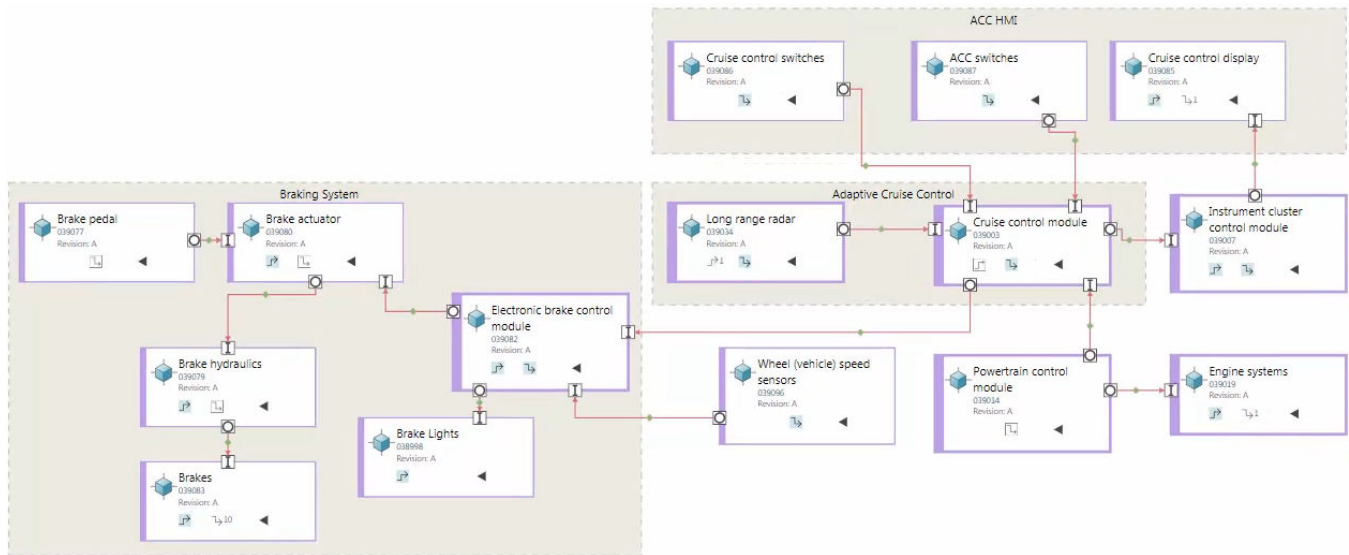 ACC HMI
Cruise control switches
039086
Revision: A
ACC switches
039087
Revision: A
Cruise control display
039085
Revision: A
1
Braking System
Brake pedal
039077
Revision: A
Brake actuator
039080
Revision: A
Adaptive Cruise Control
Long range radar
039034
Revision: A
1
Cruise control module
039003
Revision: A
Instrument cluster
control module
039007
Revision: A
Electronic brake control
module
039082
Revision: A
Brake hydraulics
039079
Revision: A
Wheel (vehicle) speed
sensors
039096
Revision: A
Powertrain control
module
039014
Revision: A
Engine systems
039019
Revision: A
1
Brake Lights
038998
Revision: A
Brakes
039083
Revision: A
10